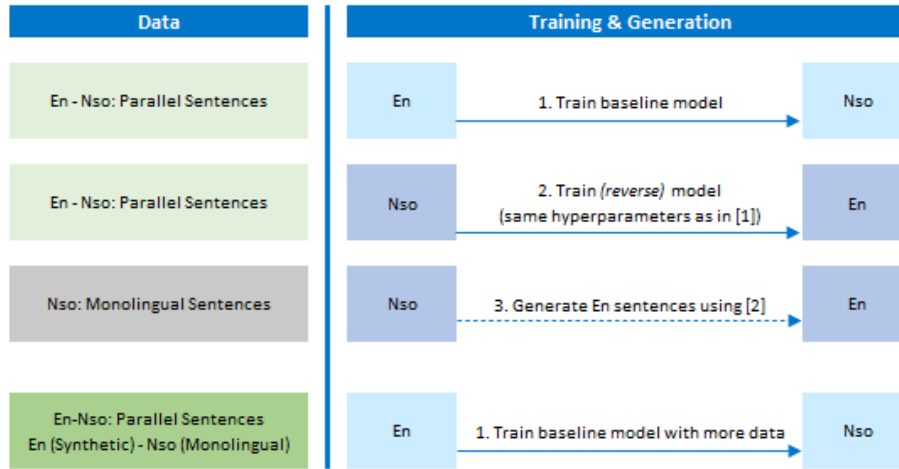 Data
Training & Generation
En - Nso: Parallel Sentences
En
1. Train baseline model
Nso
En - Nso: Parallel Sentences
Nso
2. Train (reverse) model
(same hyperparameters as in [1])
En
Nso: Monolingual Sentences
Nso
3. Generate En sentences using [2]
En
En-Nso: Parallel Sentences
En (Synthetic) - Nso (Monolingual)
En
1. Train baseline model with more data
Nso